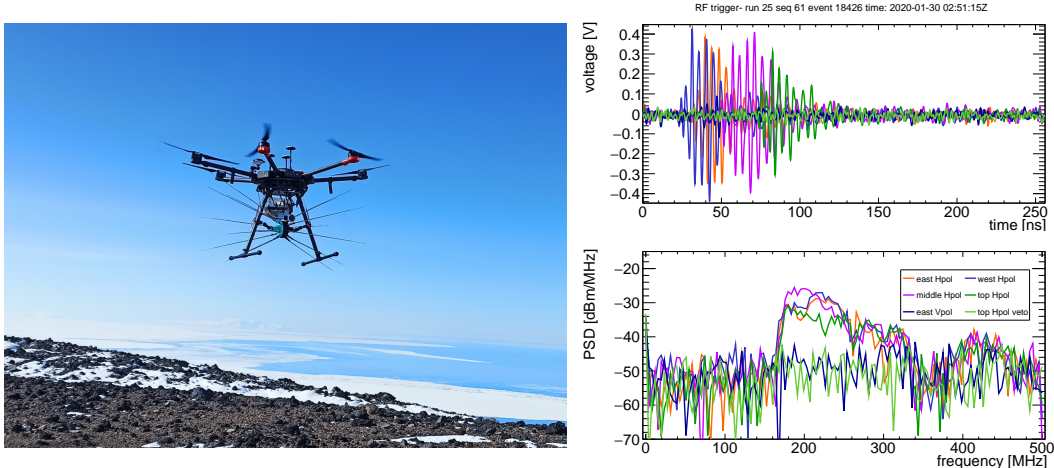 RF trigger- run 25 seq 61 event 18426 time: 2020-01-30 02:51:15Z
voltage [V]
0.4
0.3
0.2
0.1
0
−0.1
−0.2
−0.3
−0.4
0 50 100 150 200 250
time [ns]
PSD [dBm/MHz]
−20
−30
−40
−50
−60
−70
east Hpol west Hpol
middle Hpol top Hpol
east Vpol top Hpol veto
0 100 200 300 400 500
frequency [MHz]